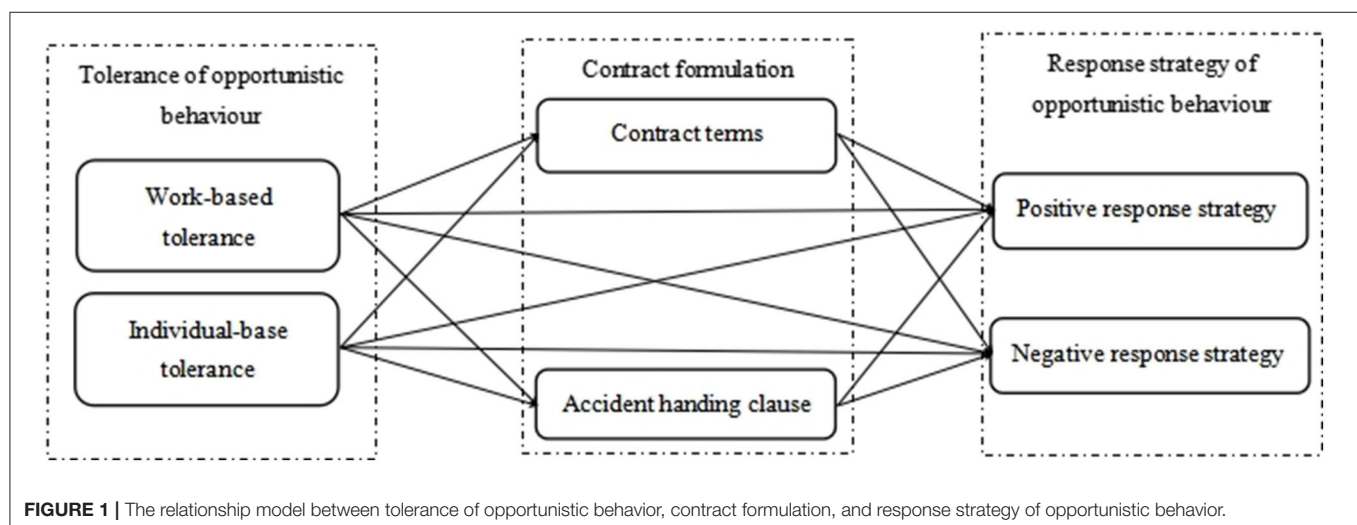 Tolerance of opportunistic
behaviour
Work-based
tolerance
Individual-base
tolerance
Contract formulation
Contract terms
Accident handing clause
Response strategy of
opportunistic behaviour
Positive response strategy
Negative response strategy
FIGURE 1 | The relationship model between tolerance of opportunistic behavior, contract formulation, and response strategy of opportunistic behavior.